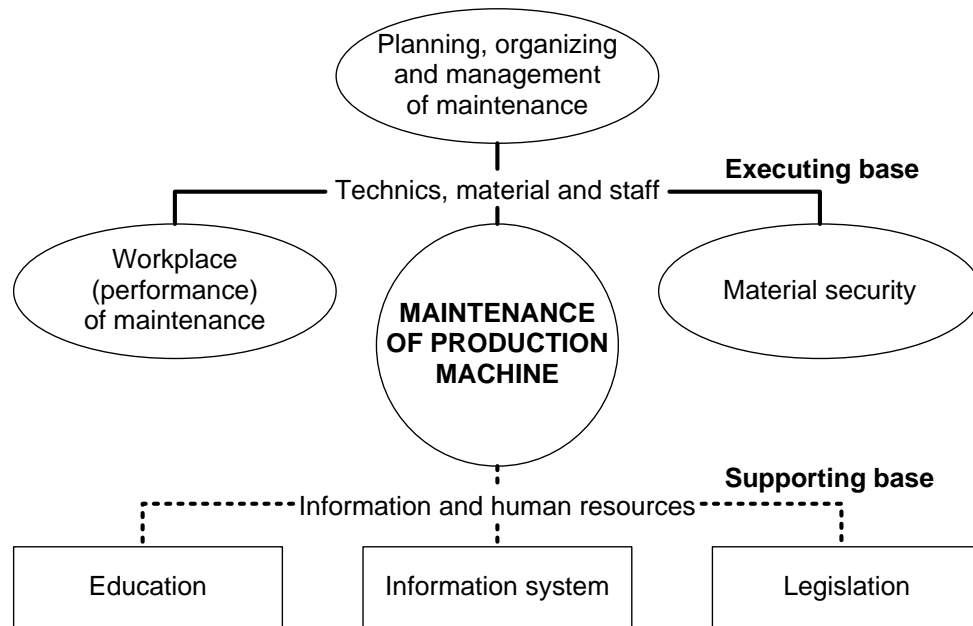 Planning, organizing
and management
of maintenance
Executing base
Technics, material and staff
Workplace
(performance)
of maintenance
MAINTENANCE
OF PRODUCTION
MACHINE
Material security
Supporting base
Information and human resources
Education
Information system
Legislation